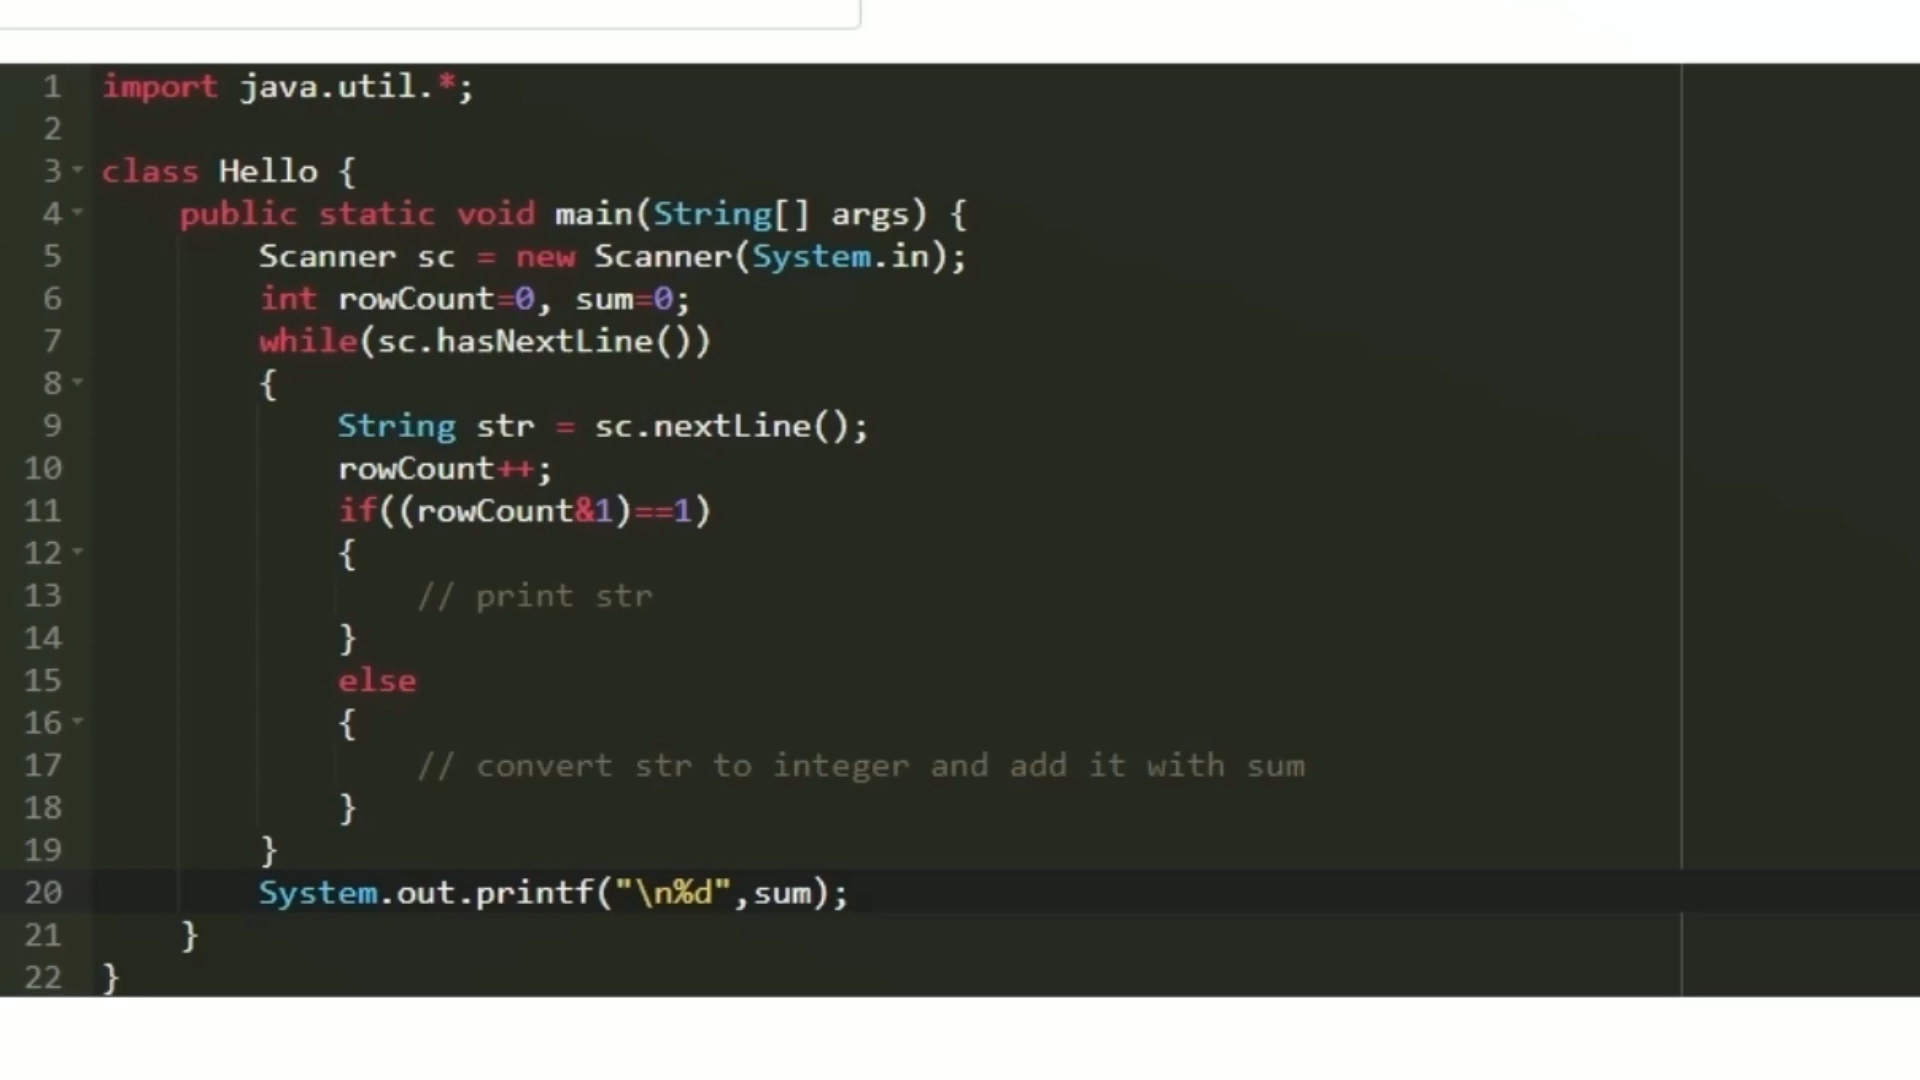 1 import java.util.*;
2
3 class Hello {
4     public static void main(String[] args) {
5         Scanner sc = new Scanner(System.in);
6         int rowCount=0, sum=0;
7         while(sc.hasNextLine())
8         {
9             String str = sc.nextLine();
10             rowCount++;
11             if((rowCount&1)==1)
12             {
13                 // print str
14             }
15             else
16             {
17                 // convert str to integer and add it with sum
18             }
19         }
20         System.out.printf("\n%d",sum);
21     }
22 }